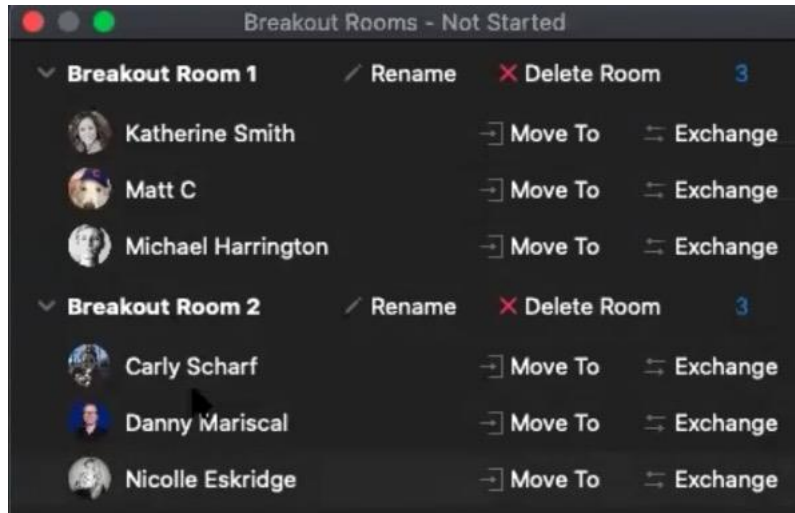 Breakout Rooms - Not Started
Breakout Room 1 Rename Delete Room 3
Katherine Smith Move To Exchange
Matt C Move To Exchange
Michael Harrington Move To Exchange
Breakout Room 2 Rename Delete Room 3
Carly Scharf Move To Exchange
Danny Mariscal Move To Exchange
Nicolle Eskridge Move To Exchange